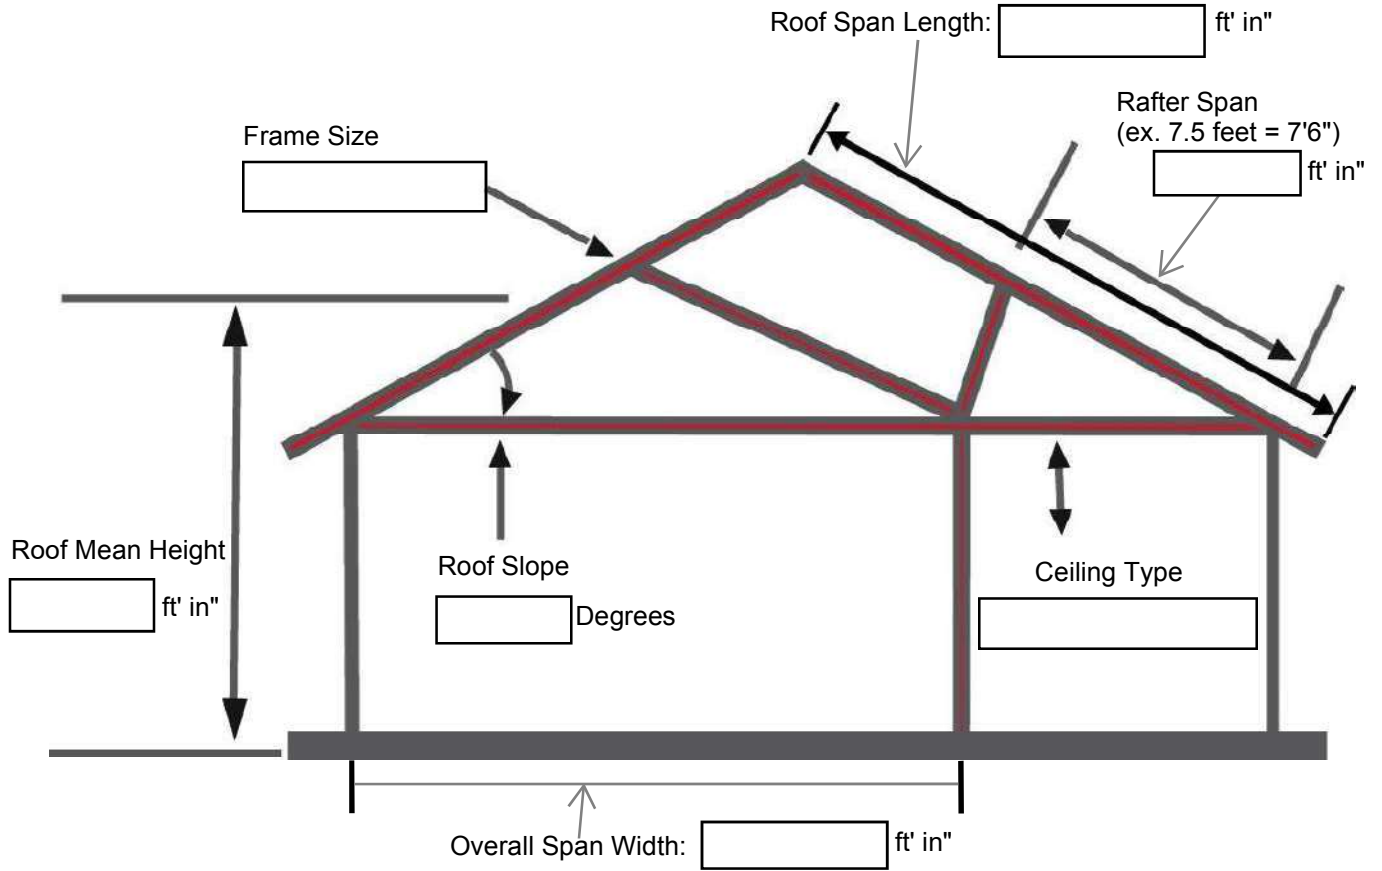 Roof Span Length: ft' in"
Rafter Span
(ex. 7.5 feet = 7'6")
ft' in"
Frame Size
Roof Mean Height
ft' in"
Roof Slope
Degrees
Ceiling Type
Overall Span Width: ft' in"